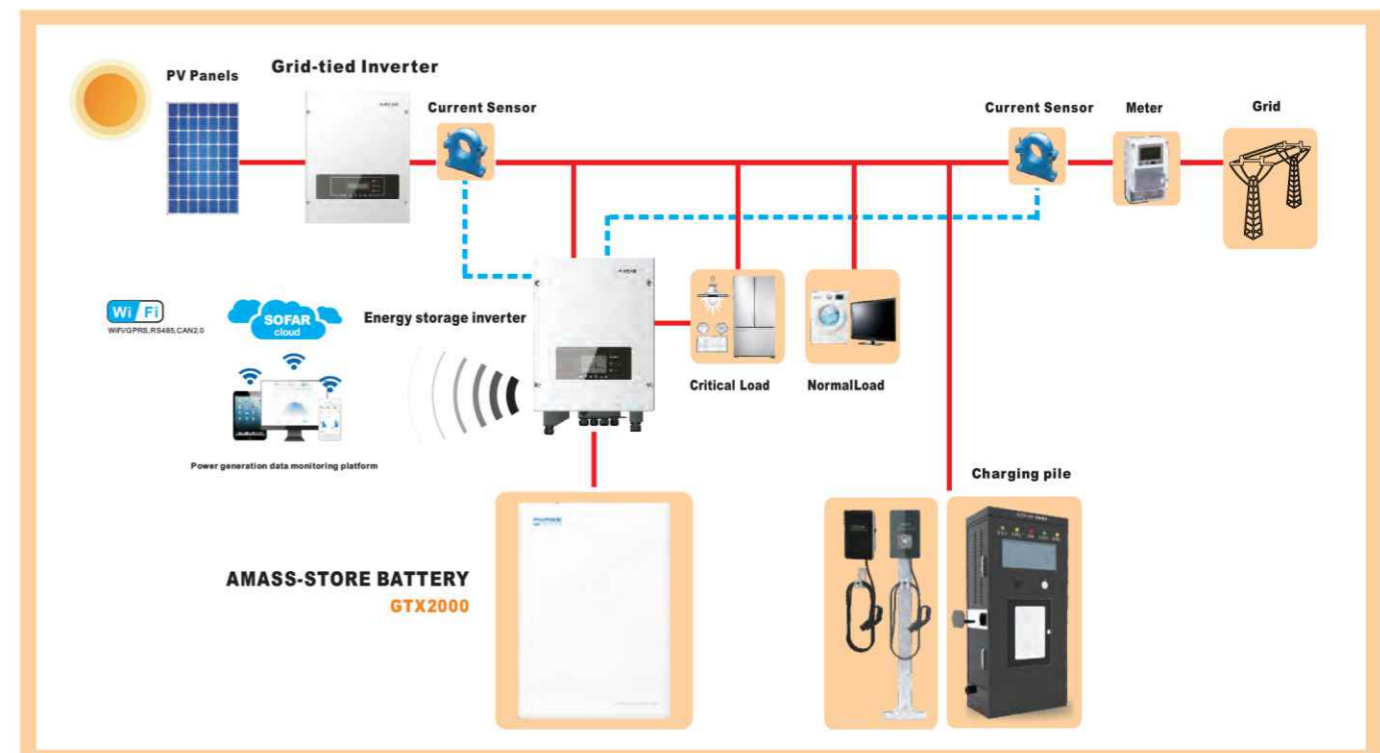 PV Panels
Grid-tied Inverter
Current Sensor
Current Sensor
Meter
Grid
Wi Fi
WiFi/GPRS,RS485,CAN2.0
SOFAR
cloud
Energy storage inverter
Critical Load
NormalLoad
Power generation data monitoring platform
Charging pile
AMASS-STORE BATTERY
GTX2000